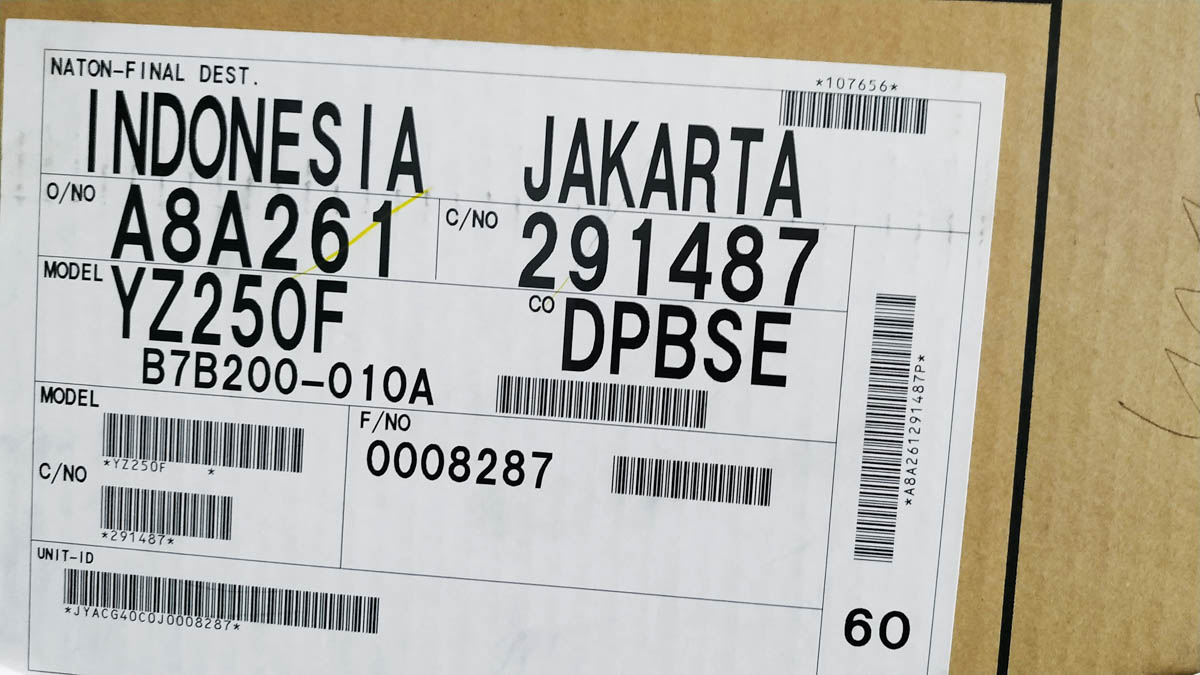 NATON-FINAL DEST.
*107656*
INDONESIA JAKARTA
O/NO A8A261 C/NO 291487
MODEL YZ250F CO DPBSE
B7B200-010A
MODEL
*YZ250F *
F/NO
0008287
C/NO
*291487*
UNIT-ID
*JYACG40C0J0008287*
*A8A261291487P*
60